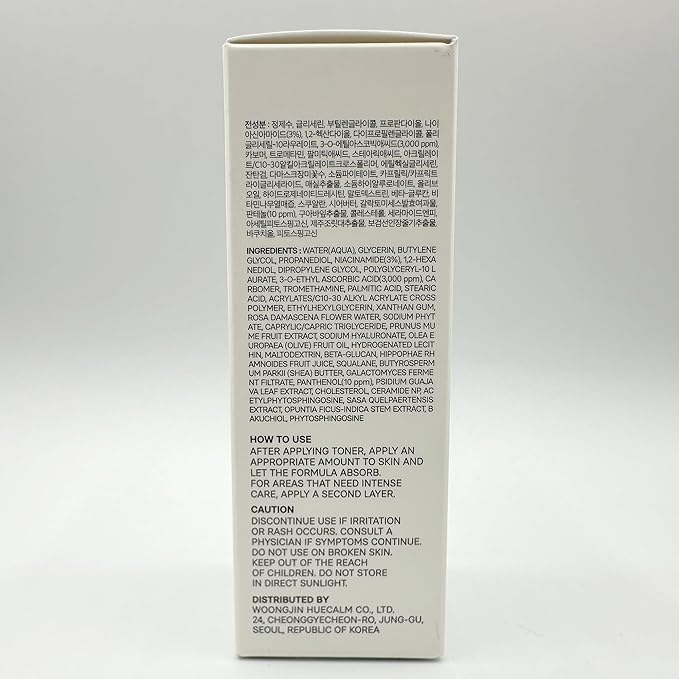 전성분 : 정제수, 글리세린, 부틸렌글라이콜, 프로판다이올, 나이
아신아마이드(3%), 1,2-헥산다이올, 다이프로필렌글라이콜, 폴리
글리세릴-10라우레이트, 3-O-에틸아스코빅애씨드(3,000 ppm),
카보머, 트로메타민, 팔미틱애씨드, 스테아릭애씨드, 아크릴레이
트/C10-30알킬아크릴레이트크로스폴리머, 에틸헥실글리세린,
잔탄검, 다마스크장미꽃수, 소듐파이테이트, 카프릴릭/카프릭트
라이글리세라이드, 매실추출물, 소듐하이알루로네이트, 올리브
오일, 하이드로제네이티드레시틴, 말토덱스트린, 베타-글루칸, 비
타민나무열매즙, 스쿠알란, 시어버터, 갈락토미세스발효여과물,
판테놀(10 ppm), 구아바잎추출물, 콜레스테롤, 세라마이드엔피,
아세틸피토스핑고신, 제주조릿대추출물, 보검선인장줄기추출물,
바쿠치올, 피토스핑고신
INGREDIENTS : WATER(AQUA), GLYCERIN, BUTYLENE
GLYCOL, PROPANEDIOL, NIACINAMIDE(3%), 1,2-HEXA
NEDIOL, DIPROPYLENE GLYCOL, POLYGLYCERYL-10 L
AURATE, 3-O-ETHYL ASCORBIC ACID(3,000 ppm), CA
RBOMER, TROMETHAMINE, PALMITIC ACID, STEARIC
ACID, ACRYLATES/C10-30 ALKYL ACRYLATE CROSS
POLYMER, ETHYLHEXYLGLYCERIN, XANTHAN GUM,
ROSA DAMASCENA FLOWER WATER, SODIUM PHYT
ATE, CAPRYLIC/CAPRIC TRIGLYCERIDE, PRUNUS MU
ME FRUIT EXTRACT, SODIUM HYALURONATE, OLEA E
UROPAEA (OLIVE) FRUIT OIL, HYDROGENATED LECIT
HIN, MALTODEXTRIN, BETA-GLUCAN, HIPPOPHAE RH
AMNOIDES FRUIT JUICE, SQUALANE, BUTYROSPERM
UM PARKII (SHEA) BUTTER, GALACTOMYCES FERME
NT FILTRATE, PANTHENOL(10 ppm), PSIDIUM GUAJA
VA LEAF EXTRACT, CHOLESTEROL, CERAMIDE NP, AC
ETYLPHYTOSPHINGOSINE, SASA QUELPAERTENSIS
EXTRACT, OPUNTIA FICUS-INDICA STEM EXTRACT, B
AKUCHIOL, PHYTOSPHINGOSINE
HOW TO USE
AFTER APPLYING TONER, APPLY AN
APPROPRIATE AMOUNT TO SKIN AND
LET THE FORMULA ABSORB.
FOR AREAS THAT NEED INTENSE
CARE, APPLY A SECOND LAYER.
CAUTION
DISCONTINUE USE IF IRRITATION
OR RASH OCCURS. CONSULT A
PHYSICIAN IF SYMPTOMS CONTINUE.
DO NOT USE ON BROKEN SKIN.
KEEP OUT OF THE REACH
OF CHILDREN. DO NOT STORE
IN DIRECT SUNLIGHT.
DISTRIBUTED BY
WOONGJIN HUECALM CO., LTD.
24, CHEONGGYECHEON-RO, JUNG-GU,
SEOUL, REPUBLIC OF KOREA